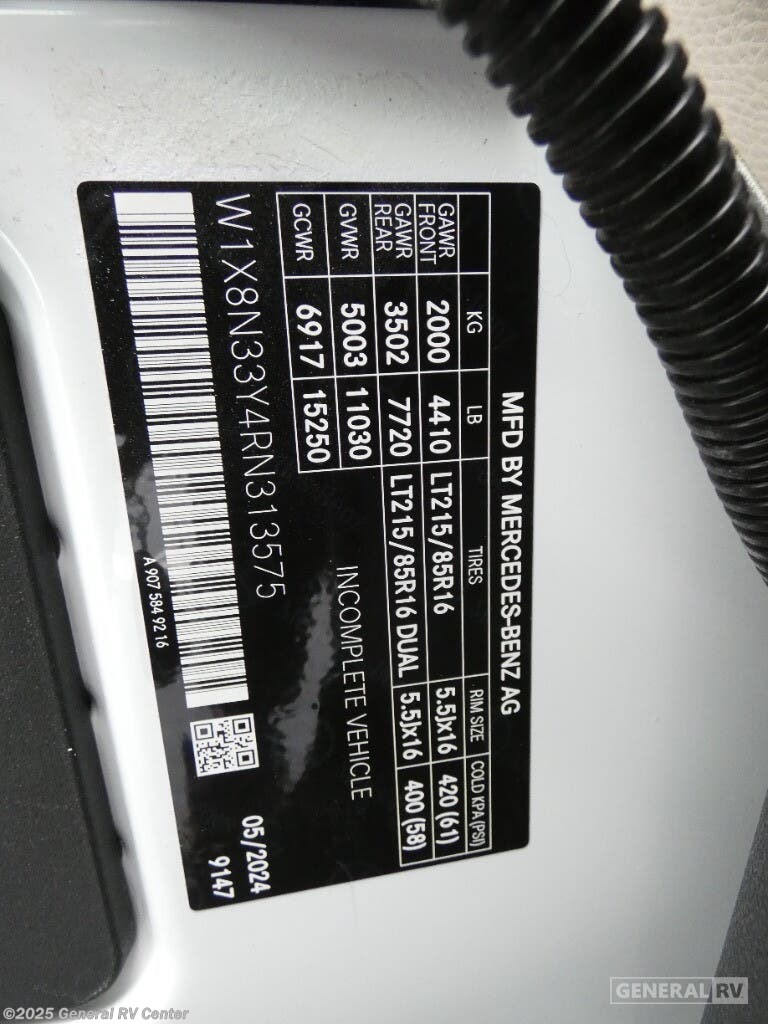 MFD BY MERCEDES-BENZ AG
KG LB TIRES RIM SIZE COLD KPA (PSI)
GAWR FRONT 2000 4410 LT215/85R16 5.5Jx16 420 (61)
GAWR REAR 3502 7720 LT215/85R16 DUAL 5.5Jx16 400 (58)
GVWR 5003 11030
GCWR 6917 15250
INCOMPLETE VEHICLE
W1X8N33Y4RN313575
05/2024
9147
A 907 584 92 16
©2025 General RV Center
GENERAL RV